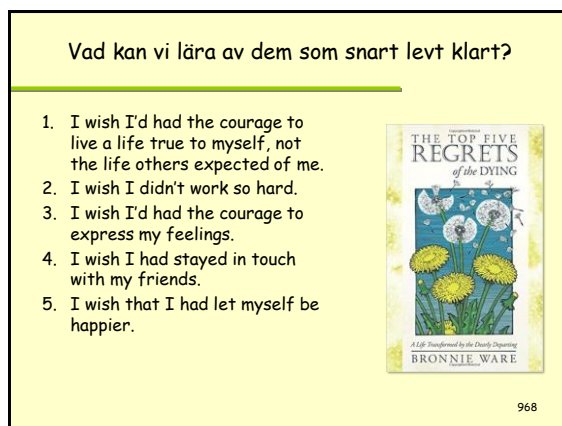 Vad kan vi lära av dem som snart levt klart?
1. I wish I'd had the courage to
live a life true to myself, not
the life others expected of me.
2. I wish I didn't work so hard.
3. I wish I'd had the courage to
express my feelings.
4. I wish I had stayed in touch
with my friends.
5. I wish that I had let myself be
happier.
Copyrighted Material
THE TOP FIVE
REGRETS
of the DYING
A Life Transformed by the Dearly Departing
BRONNIE WARE
Copyrighted Material
968